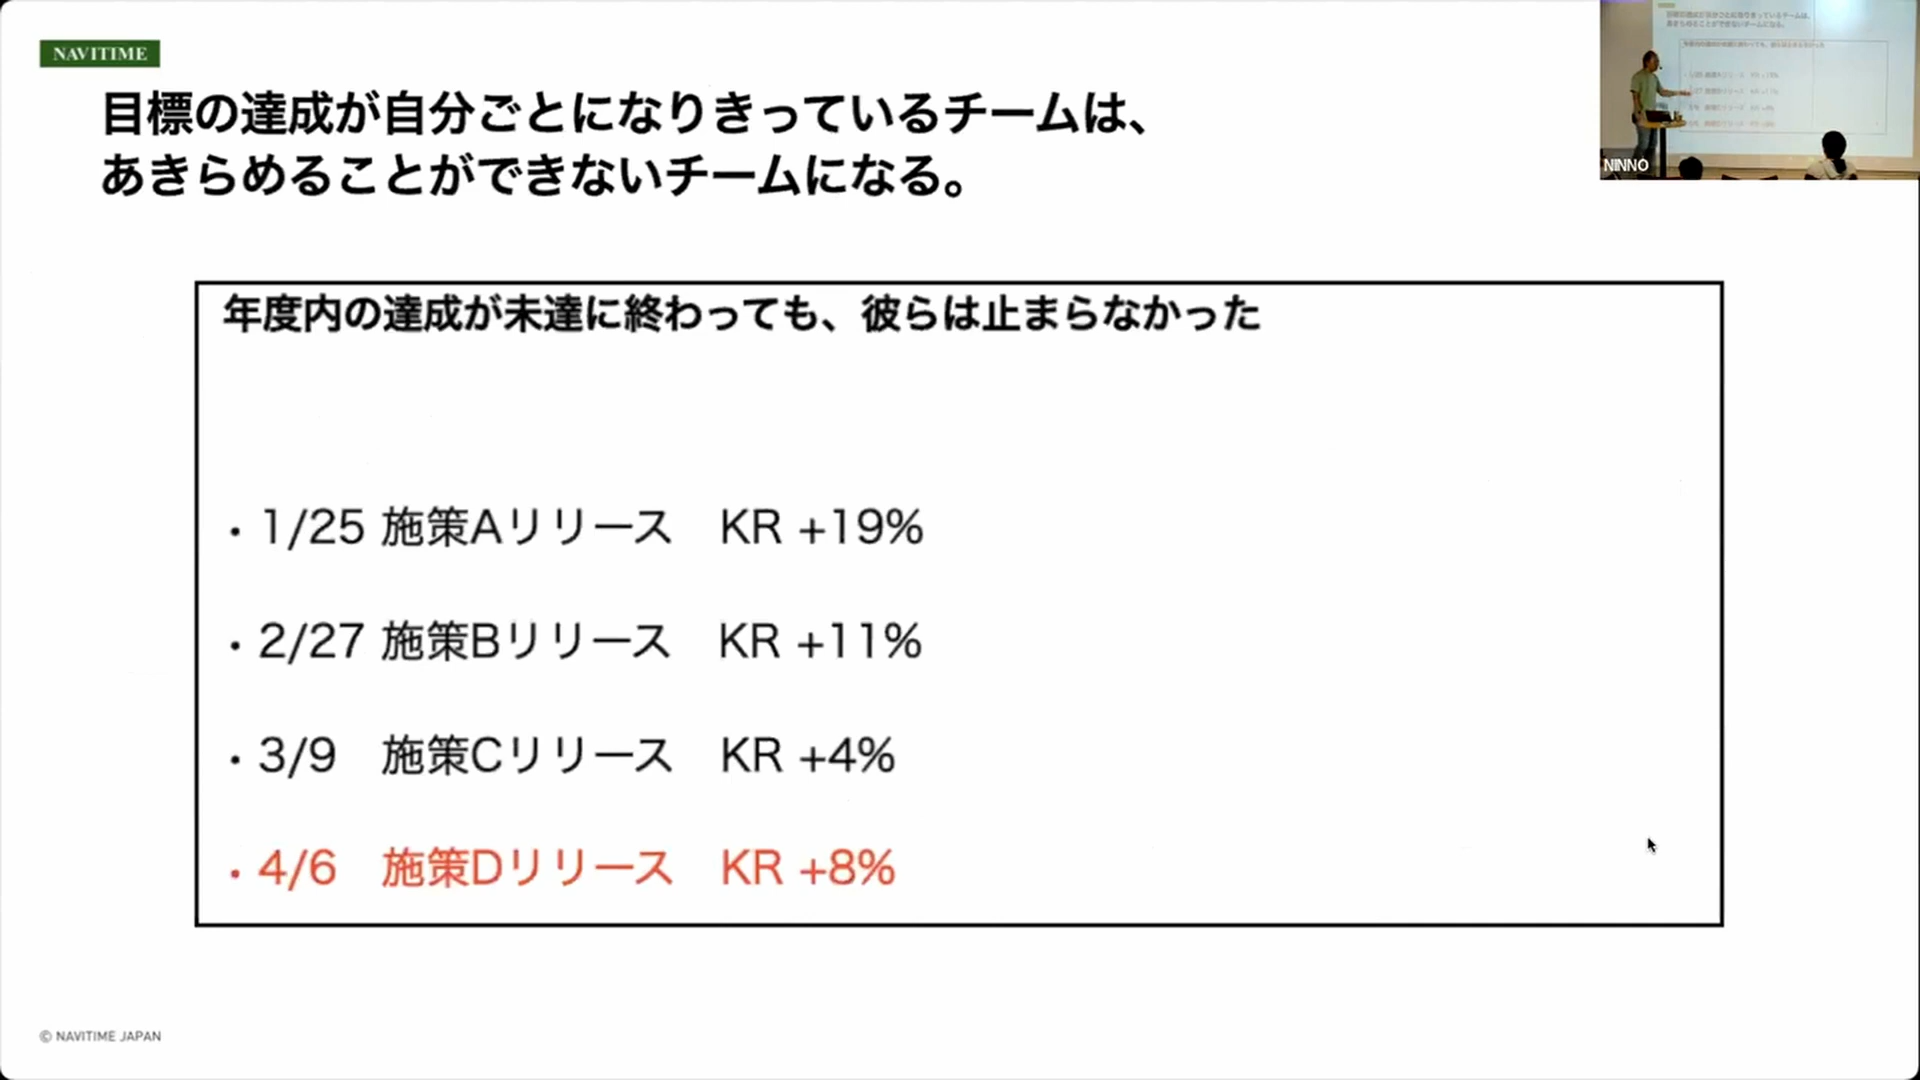 NAVITIME
目標の達成が自分ごとになりきっているチームは、
あきらめることができないチームになる。
年度内の達成が未達に終わっても、彼らは止まらなかった
・1/25 施策Aリリース　KR +19%
・2/27 施策Bリリース　KR +11%
・3/9　施策Cリリース　KR +4%
・4/6　施策Dリリース　KR +8%
© NAVITIME JAPAN
NINNO